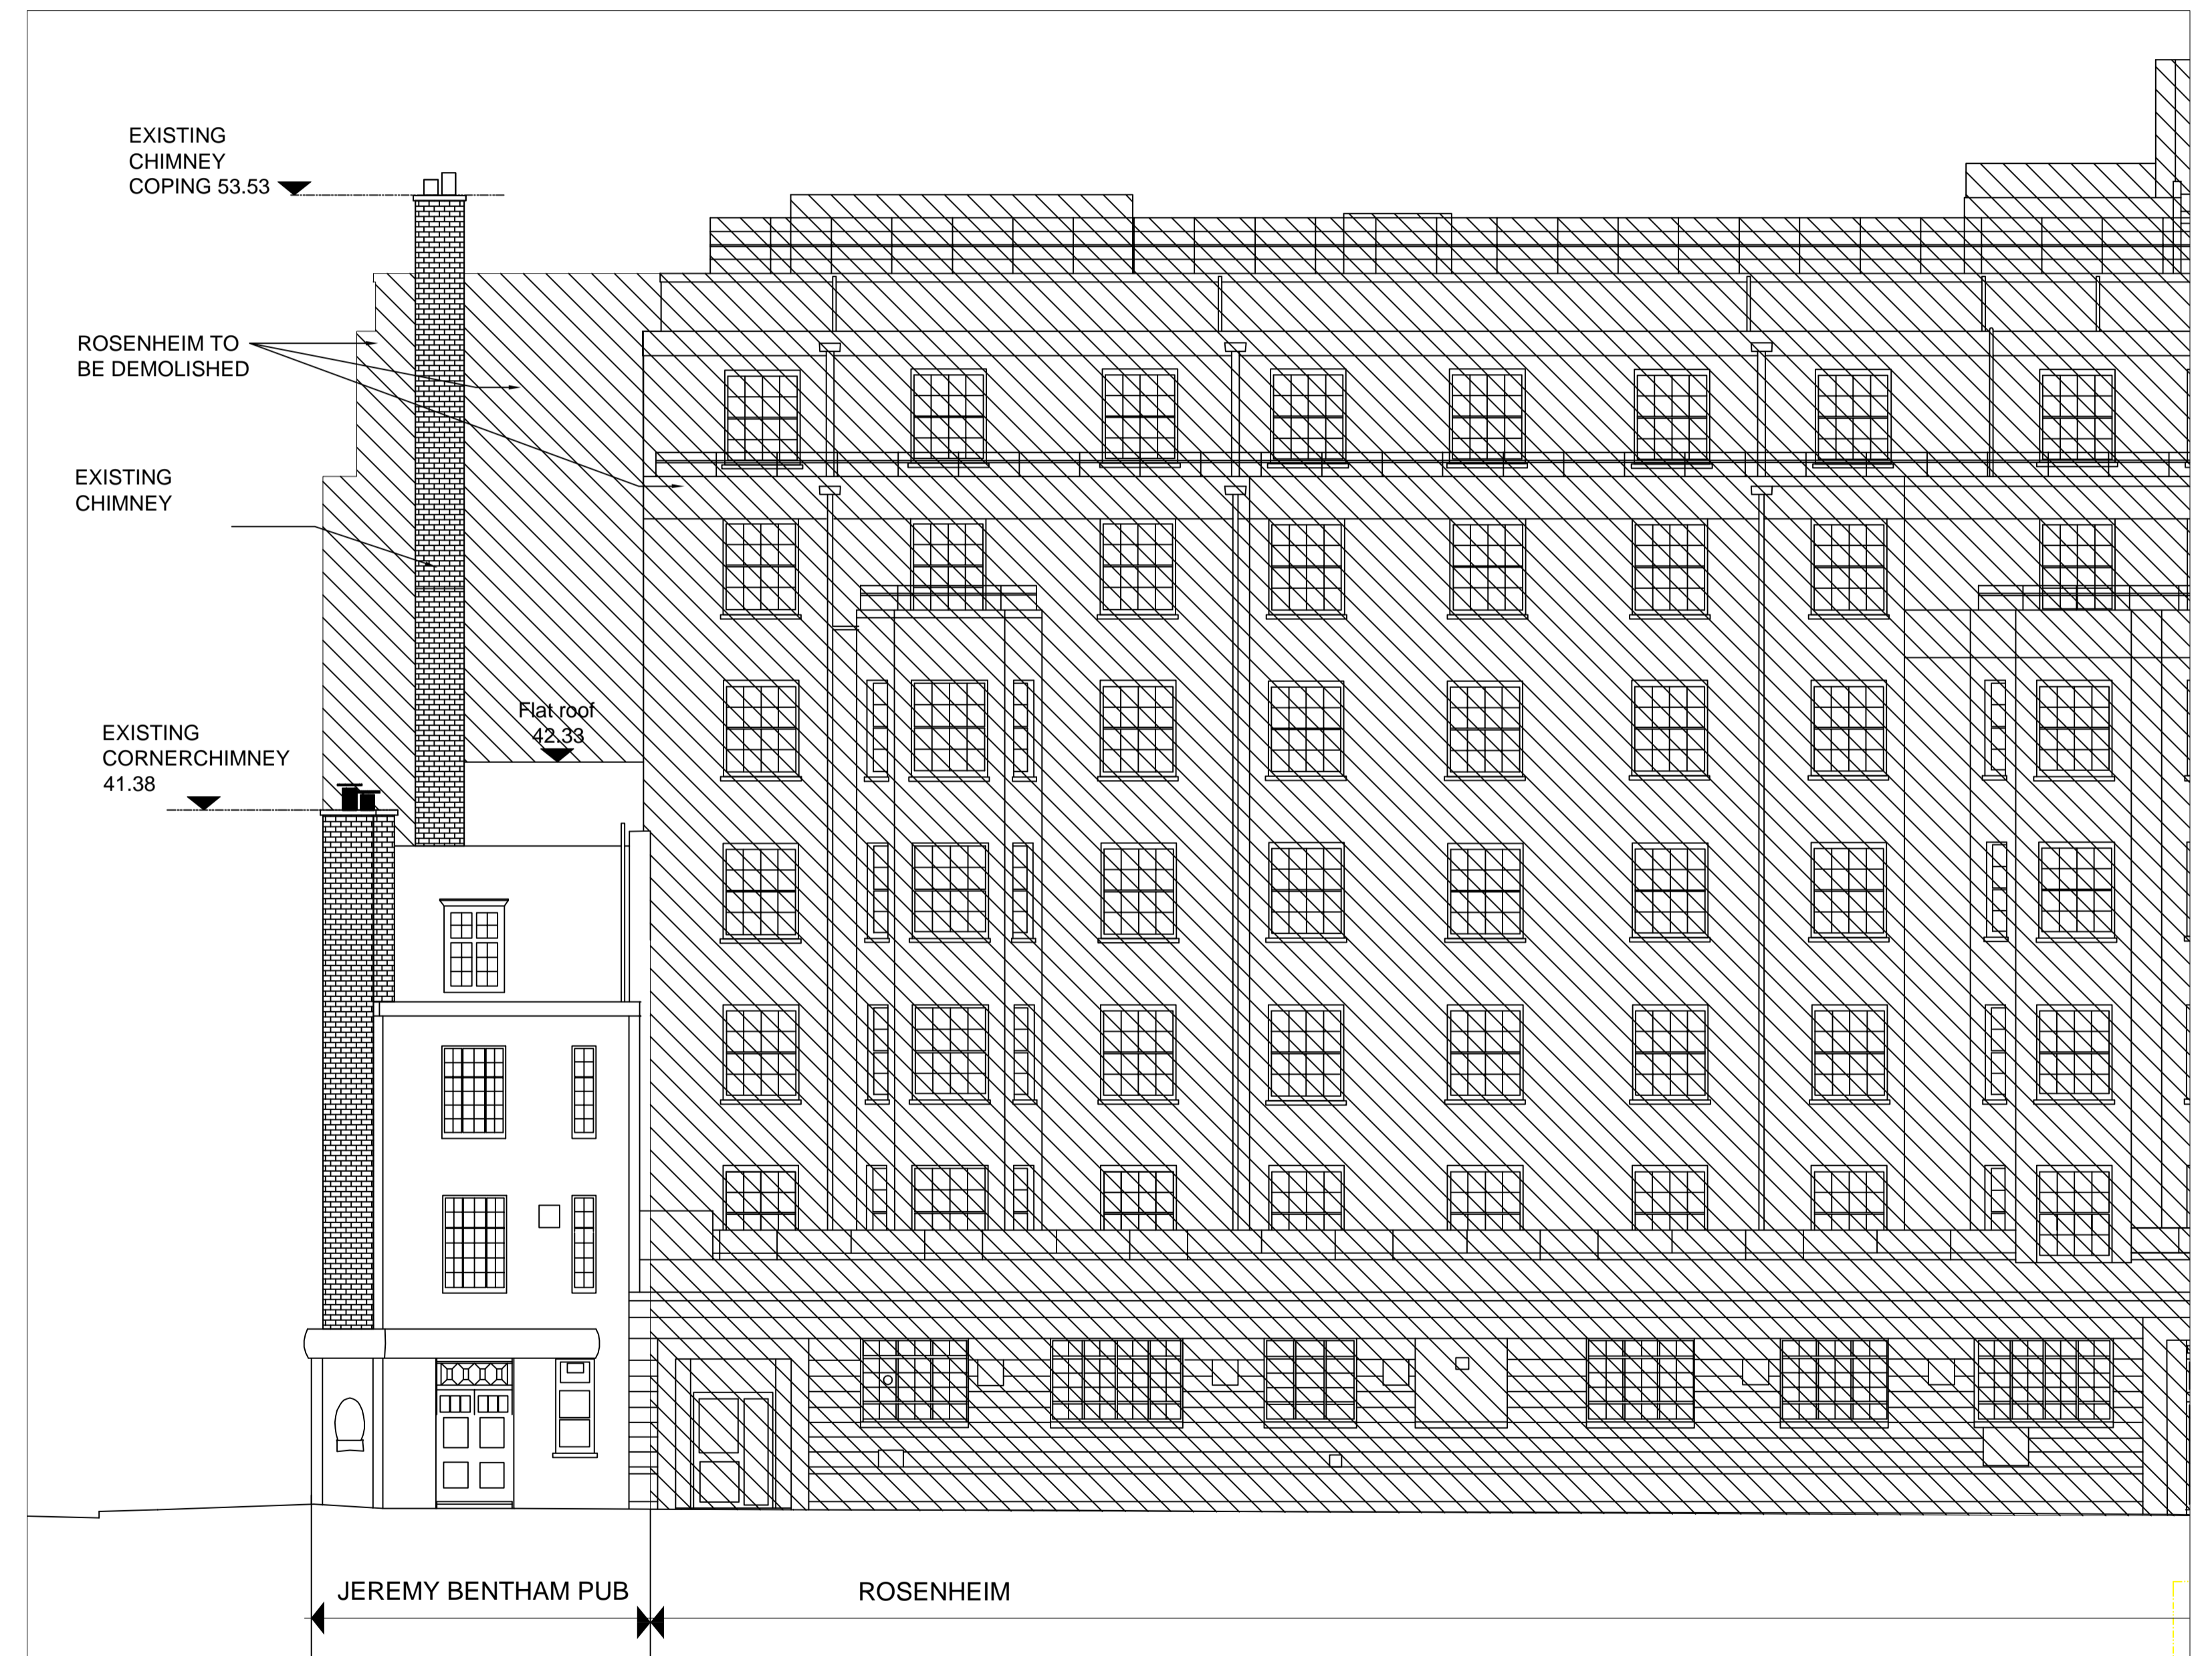 EXISTING
CHIMNEY
COPING 53.53
ROSENHEIM TO
BE DEMOLISHED
EXISTING
CHIMNEY
Flat roof
42.33
EXISTING
CORNERCHIMNEY
41.38
JEREMY BENTHAM PUB
ROSENHEIM